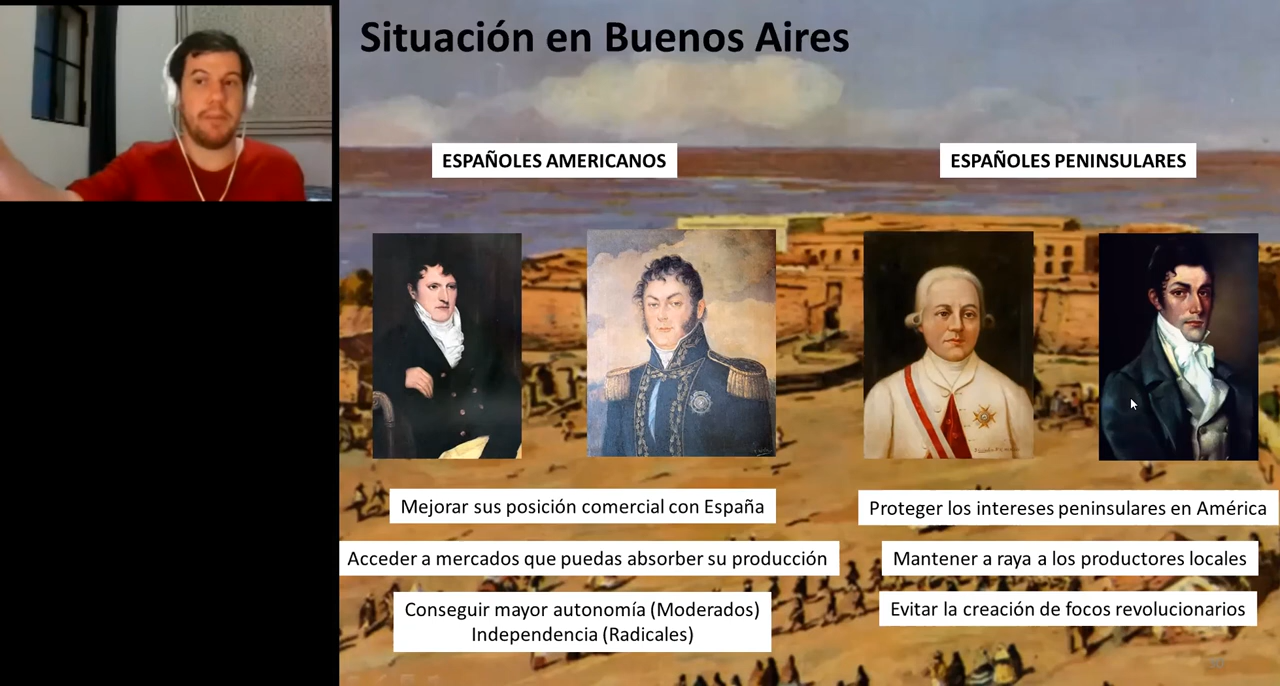 Situación en Buenos Aires
ESPAÑOLES AMERICANOS
ESPAÑOLES PENINSULARES
Mejorar sus posición comercial con España
Acceder a mercados que puedas absorber su producción
Conseguir mayor autonomía (Moderados)
Independencia (Radicales)
Proteger los intereses peninsulares en América
Mantener a raya a los productores locales
Evitar la creación de focos revolucionarios